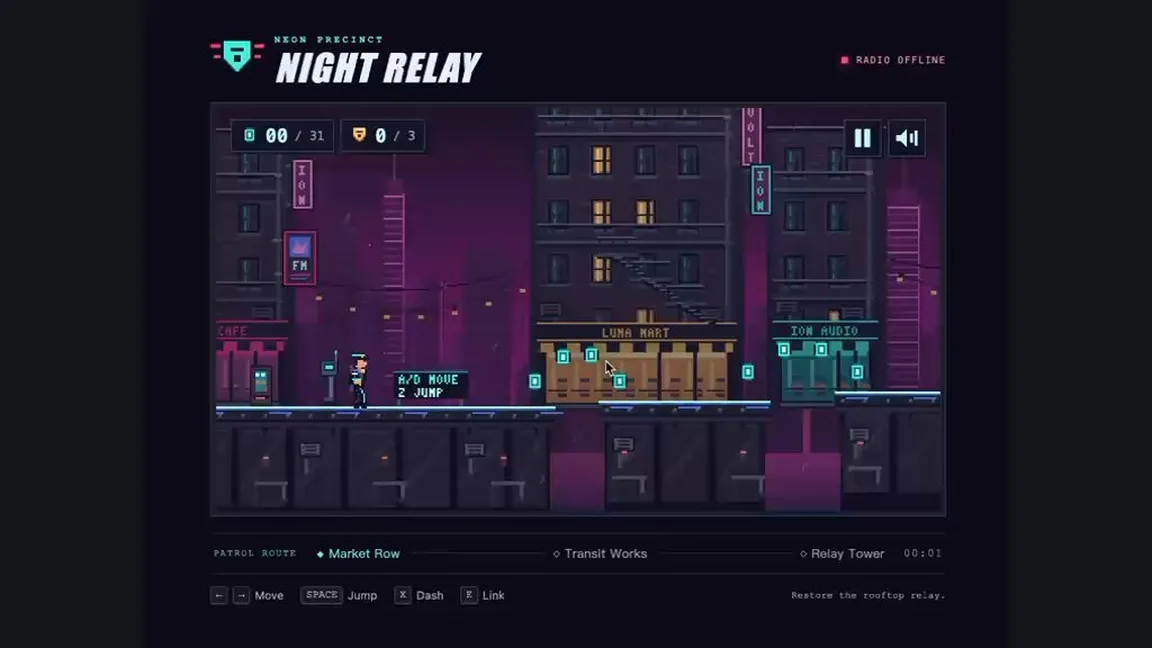 NEON PRECINCT
NIGHT RELAY
RADIO OFFLINE
00 / 31
0 / 3
VOLT
ION
ION
FM
CAFE
LUNA MART
ION AUDIO
A/D MOVE
Z JUMP
PATROL ROUTE
Market Row
Transit Works
Relay Tower
00:01
← → Move
SPACE Jump
X Dash
E Link
Restore the rooftop relay.